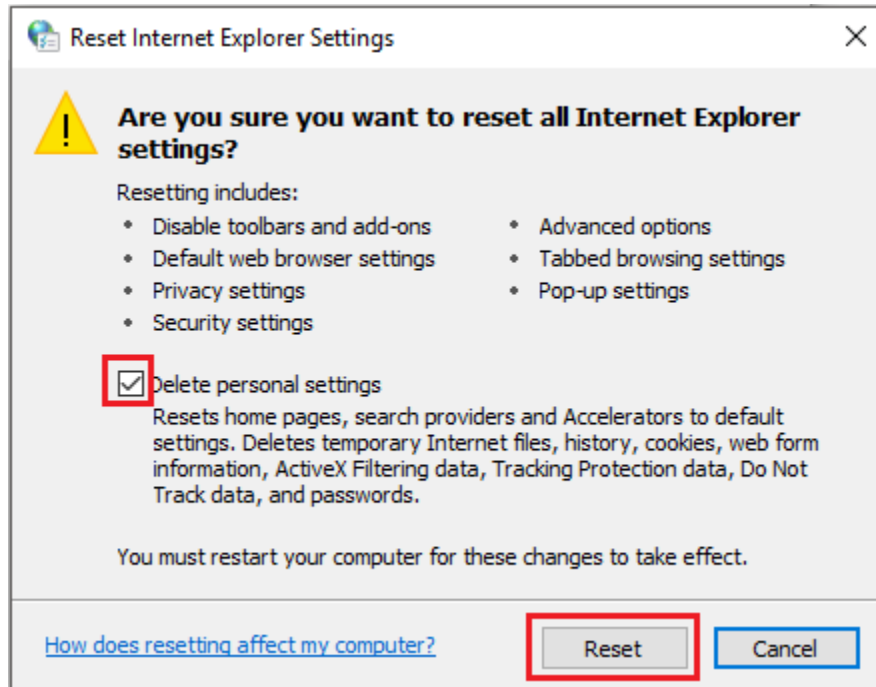 Reset Internet Explorer Settings
Are you sure you want to reset all Internet Explorer
settings?
Resetting includes:
• Disable toolbars and add-ons
• Default web browser settings
• Privacy settings
• Security settings
• Advanced options
• Tabbed browsing settings
• Pop-up settings
Delete personal settings
Resets home pages, search providers and Accelerators to default
settings. Deletes temporary Internet files, history, cookies, web form
information, ActiveX Filtering data, Tracking Protection data, Do Not
Track data, and passwords.
You must restart your computer for these changes to take effect.
How does resetting affect my computer?
Reset
Cancel